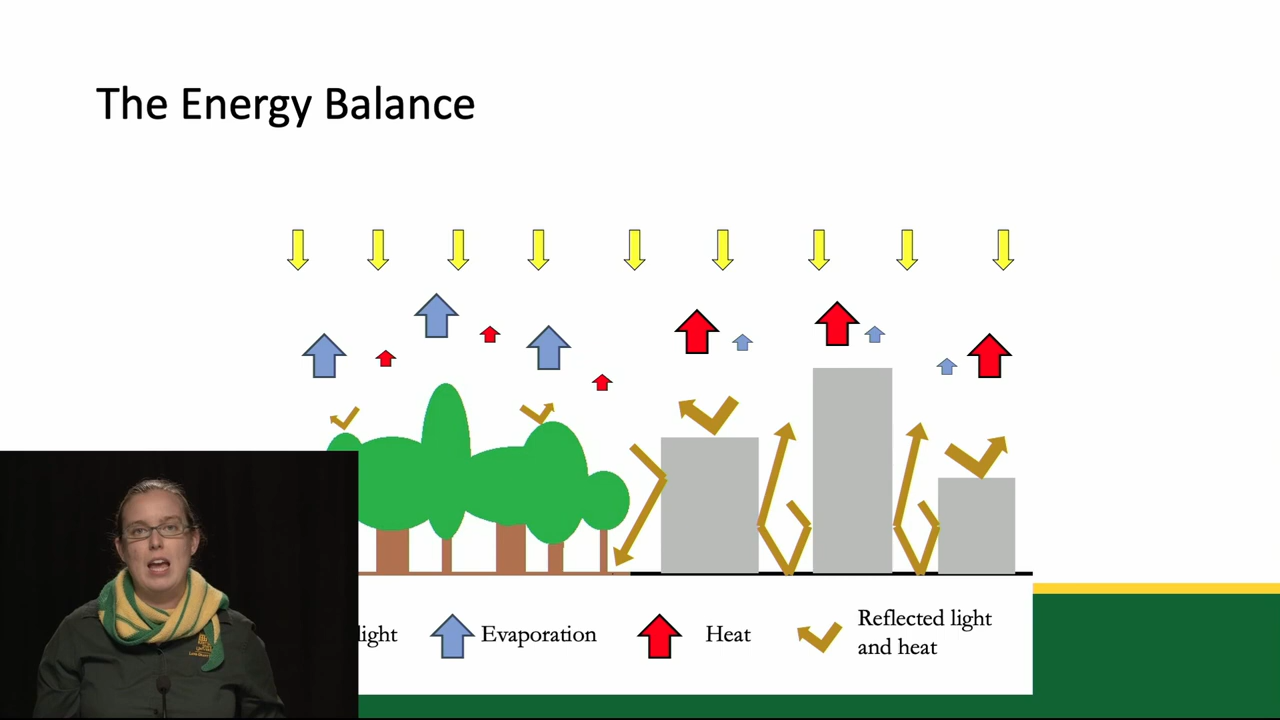 The Energy Balance
light
Evaporation
Heat
Reflected light
and heat